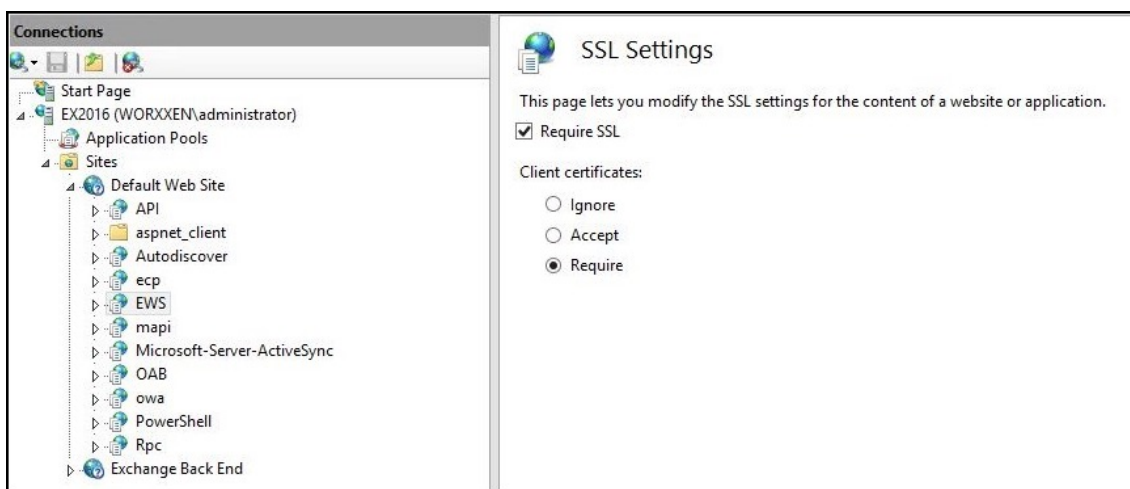 Connections
Start Page
EX2016 (WORXXEN\administrator)
Application Pools
Sites
Default Web Site
API
aspnet_client
Autodiscover
ecp
EWS
mapi
Microsoft-Server-ActiveSync
OAB
owa
PowerShell
Rpc
Exchange Back End
SSL Settings
This page lets you modify the SSL settings for the content of a website or application.
Require SSL
Client certificates:
Ignore
Accept
Require